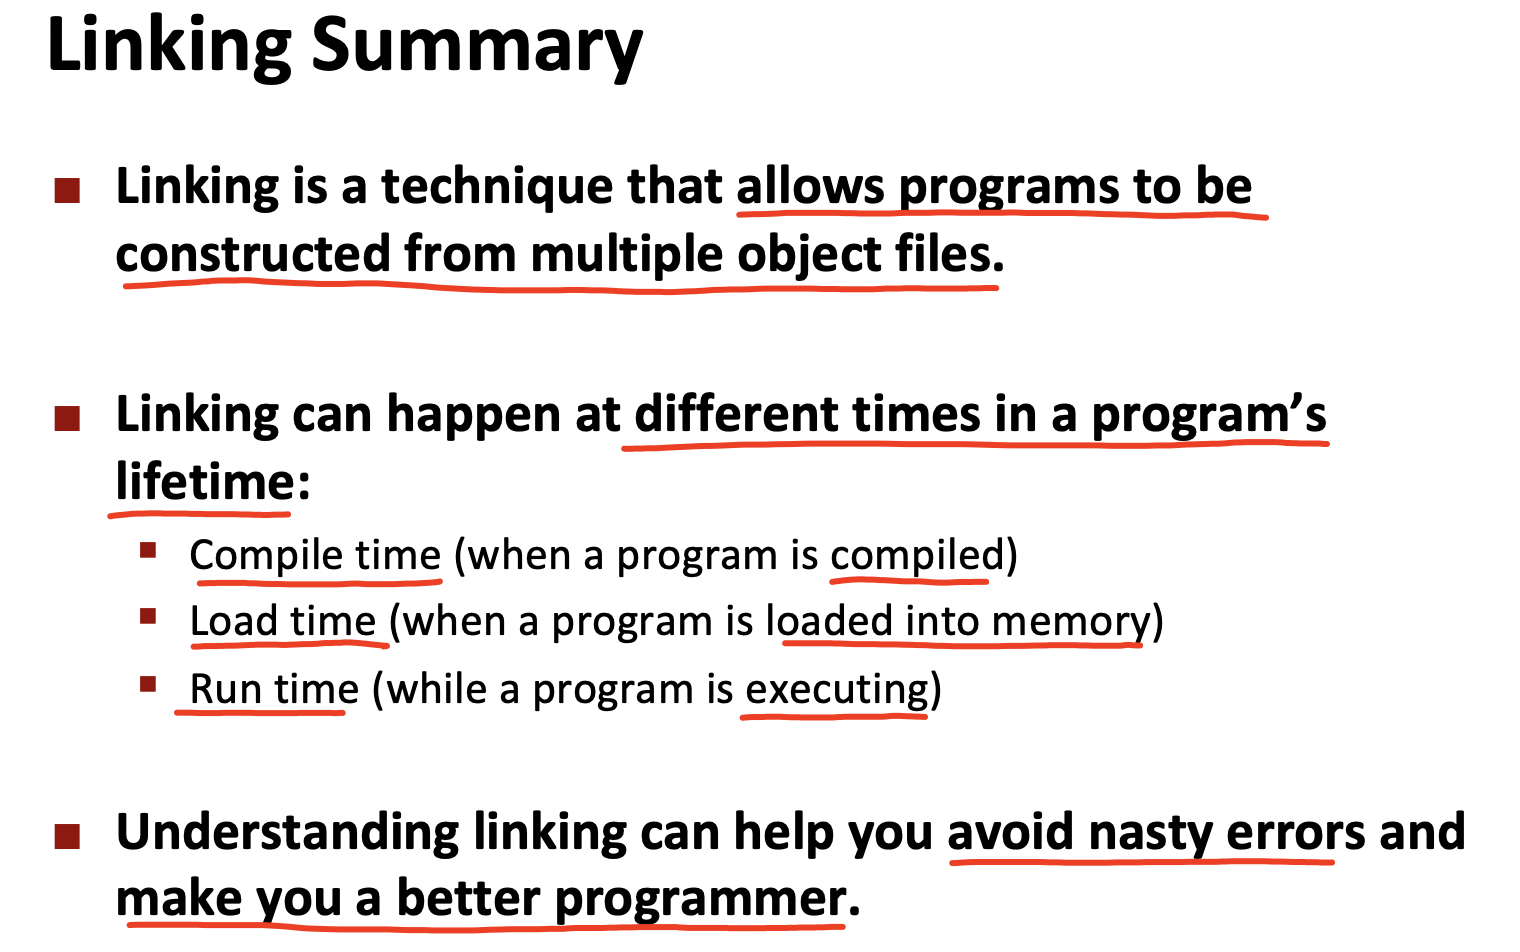 Linking Summary
Linking is a technique that allows programs to be
constructed from multiple object files.
Linking can happen at different times in a program’s
lifetime:
Compile time (when a program is compiled)
Load time (when a program is loaded into memory)
Run time (while a program is executing)
Understanding linking can help you avoid nasty errors and
make you a better programmer.